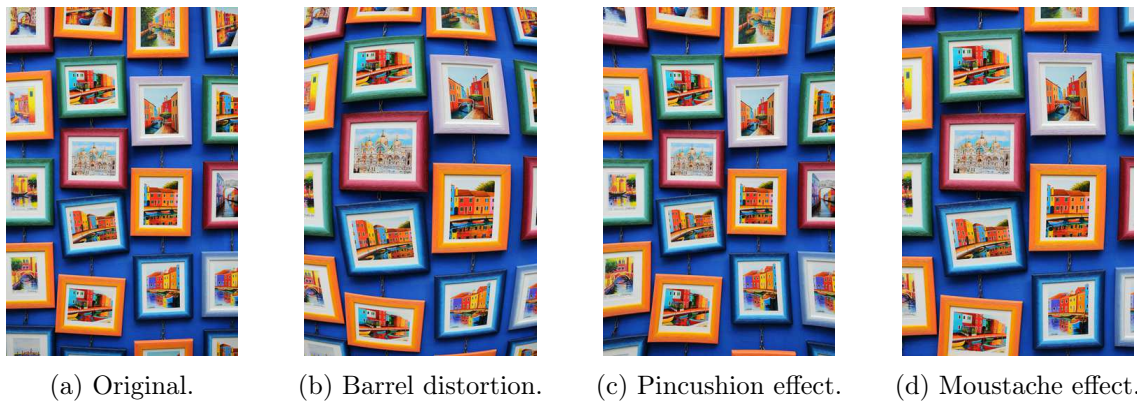 (a) Original.
(b) Barrel distortion.
(c) Pincushion effect.
(d) Moustache effect.